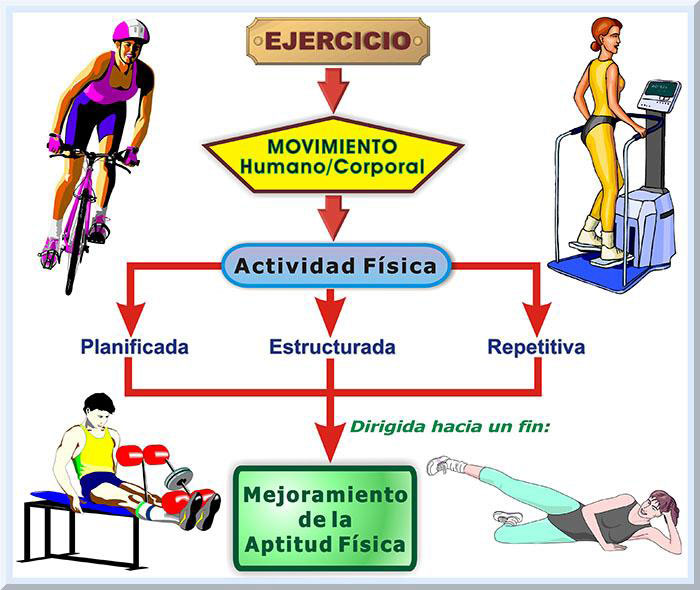 EJERCICIO
MOVIMIENTO
Humano/Corporal
Actividad Física
Planificada
Estructurada
Repetitiva
Dirigida hacia un fin:
Mejoramiento
de la
Aptitud Física